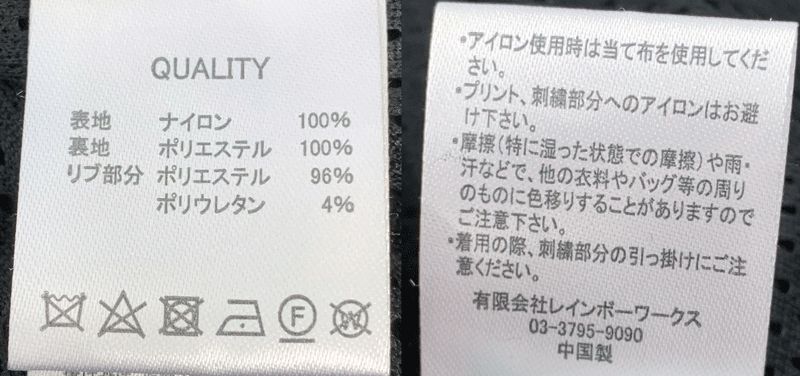 QUALITY
表地 ナイロン 100%
裏地 ポリエステル 100%
リブ部分 ポリエステル 96%
ポリウレタン 4%
F
W
・アイロン使用時は当て布を使用してくだ
さい。
・プリント、刺繍部分へのアイロンはお避
け下さい。
・摩擦(特に湿った状態での摩擦)や雨・
汗などで、他の衣料やバッグ等の周り
のものに色移りすることがありますので
ご注意下さい。
・着用の際、刺繍部分の引っ掛けにご注
意ください。
有限会社レインボーワークス
03-3795-9090
中国製